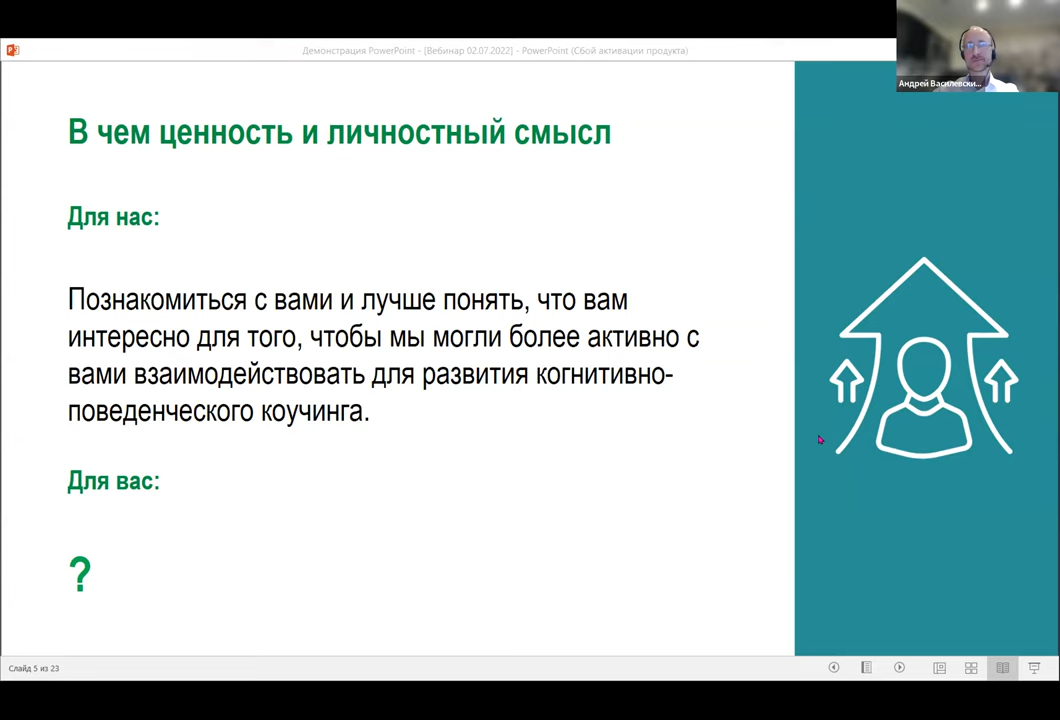 Демонстрация PowerPoint - [Вебинар 02.07.2022] - PowerPoint (Сбой активации продукта)
Андрей Василевски...
В чем ценность и личностный смысл
Для нас:
Познакомиться с вами и лучше понять, что вам
интересно для того, чтобы мы могли более активно с
вами взаимодействовать для развития когнитивно-
поведенческого коучинга.
Для вас:
?
Слайд 5 из 23